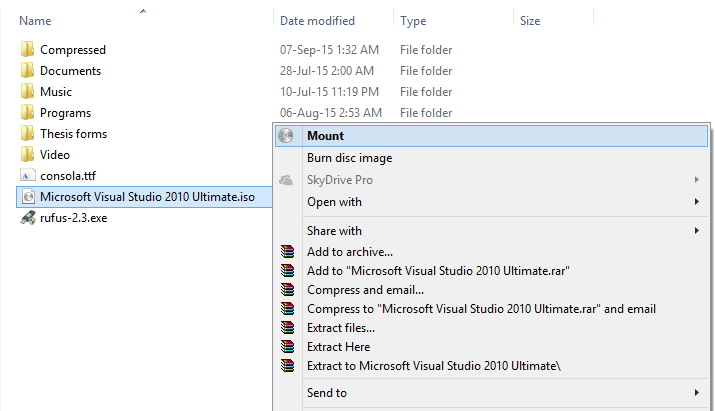 Name Date modified Type Size
Compressed 07-Sep-15 1:32 AM File folder
Documents 28-Jul-15 2:00 AM File folder
Music 10-Jul-15 11:19 PM File folder
Programs 06-Aug-15 2:53 AM File folder
Thesis forms
Video
consola.ttf
Microsoft Visual Studio 2010 Ultimate.iso
rufus-2.3.exe
Mount
Burn disc image
SkyDrive Pro
Open with
Share with
Add to archive...
Add to "Microsoft Visual Studio 2010 Ultimate.rar"
Compress and email...
Compress to "Microsoft Visual Studio 2010 Ultimate.rar" and email
Extract files...
Extract Here
Extract to Microsoft Visual Studio 2010 Ultimate\
Send to